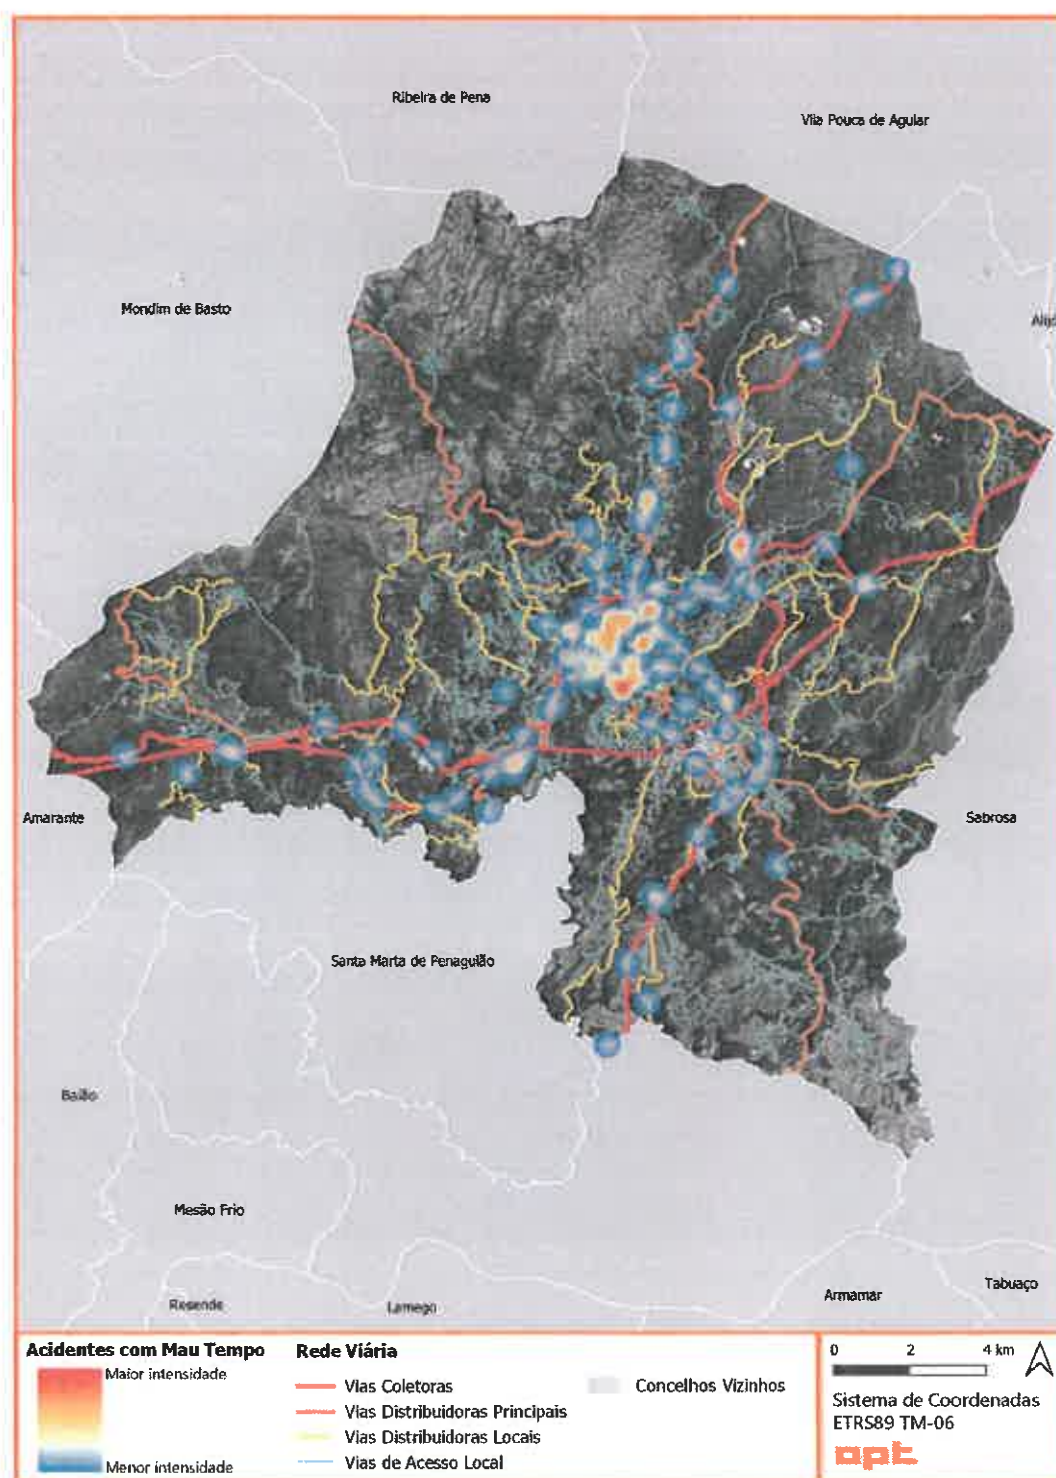 Ribeira de Pena
Vila Pouca de Aguiar
Mondim de Basto
Amarante
Sabrosa
Santa Marta de Penaguião
Baião
Mesão Frio
Resende
Lamego
Armamar
Tabuaço
Acidentes com Mau Tempo
Maior intensidade
Menor intensidade
Rede Viária
Vias Coletoras
Vias Distribuidoras Principais
Vias Distribuidoras Locais
Vias de Acesso Local
Concelhos Vizinhos
0 2 4 km
Sistema de Coordenadas
ETRS89 TM-06
opt